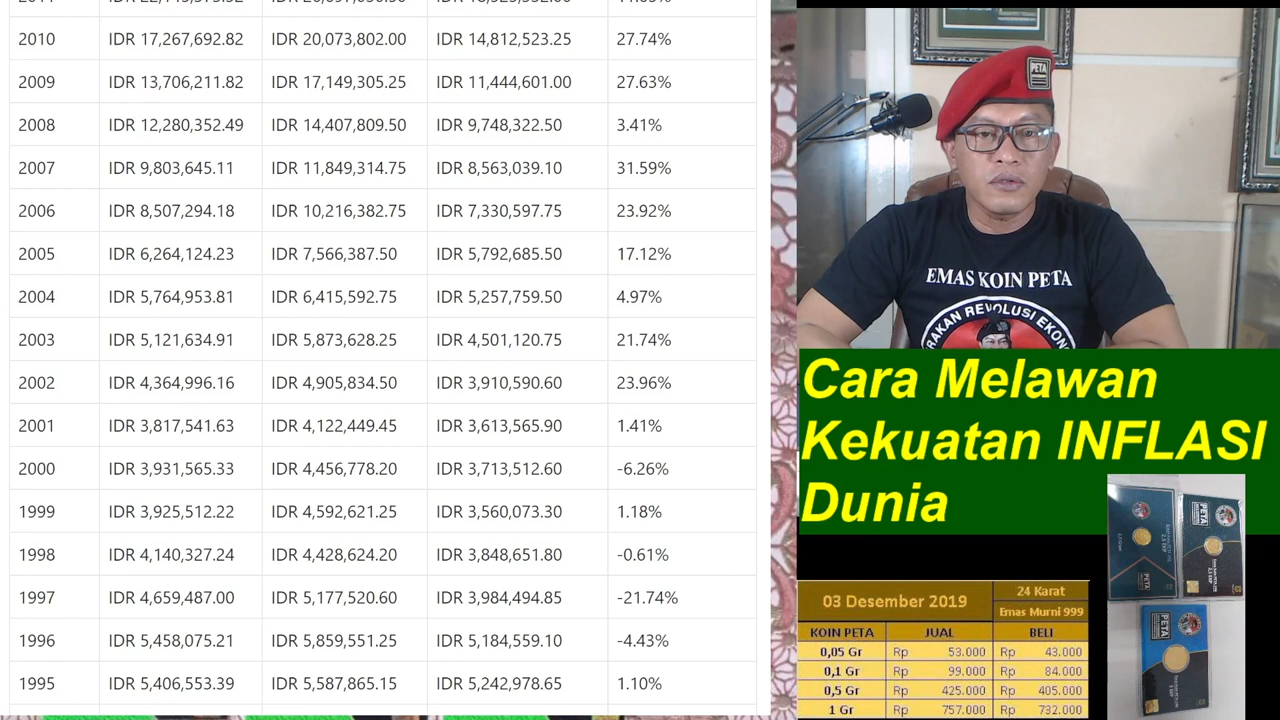 2010 IDR 17,267,696.82 IDR 20,073,892.00 IDR 14,812,523.25 27.74%
2009 IDR 13,706,211.82 IDR 11,444,601.00 27.63%
2008 IDR 12,280,352.49 IDR 14,407,809.50 IDR 9,748,322.50 3.41%
2007 IDR 9,803,645.11 IDR 11,849,314.75 IDR 8,563,039.10 31.59%
2006 IDR 8,507,294.18 IDR 10,216,382.75 IDR 7,330,597.75 23.92%
2005 IDR 6,264,124.23 IDR 7,566,387.50 IDR 5,792,685.50 17.12%
2004 IDR 5,764,953.81 IDR 6,411,592.75 IDR 5,257,759.50 4.97%
2003 IDR 5,121,634.91 IDR 5,873,628.25 IDR 4,501,120.75 21.74%
2002 IDR 4,364,996.16 IDR 4,905,834.50 IDR 3,910,590.60 23.96%
2001 IDR 3,817,541.63 IDR 4,122,449.45 IDR 3,613,565.90 1.41%
2000 IDR 3,931,565.33 IDR 4,456,778.20 IDR 3,713,512.60 -6.26%
1999 IDR 3,925,512.22 IDR 4,592,621.25 IDR 3,560,073.30 1.18%
1998 IDR 4,140,327.24 IDR 4,428,624.20 IDR 3,848,651.80 -0.61%
1997 IDR 4,659,487.00 IDR 5,171,520.60 IDR 3,984,494.85 -21.74%
1996 IDR 5,458,075.21 IDR 5,859,551.25 IDR 5,184,559.10 -4.43%
1995 IDR 5,406,553.39 IDR 5,587,865.15 IDR 5,242,978.65 1.10%
PETA
EMAS KOIN PETA
RAKAN REVOLUSI EKON
Cara Melawan
Kekuatan INFLASI
Dunia
03 Desember 2019 24 Karat
Emas Murni 999
KOIN PETA JUAL BELI
0,05 Gr Rp 53.000 Rp 43.000
0,1 Gr Rp 99.000 Rp 84.000
0,5 Gr Rp 425.000 Rp 405.000
1 Gr Rp 757.000 Rp 732.000
PETA
PETA
PETA